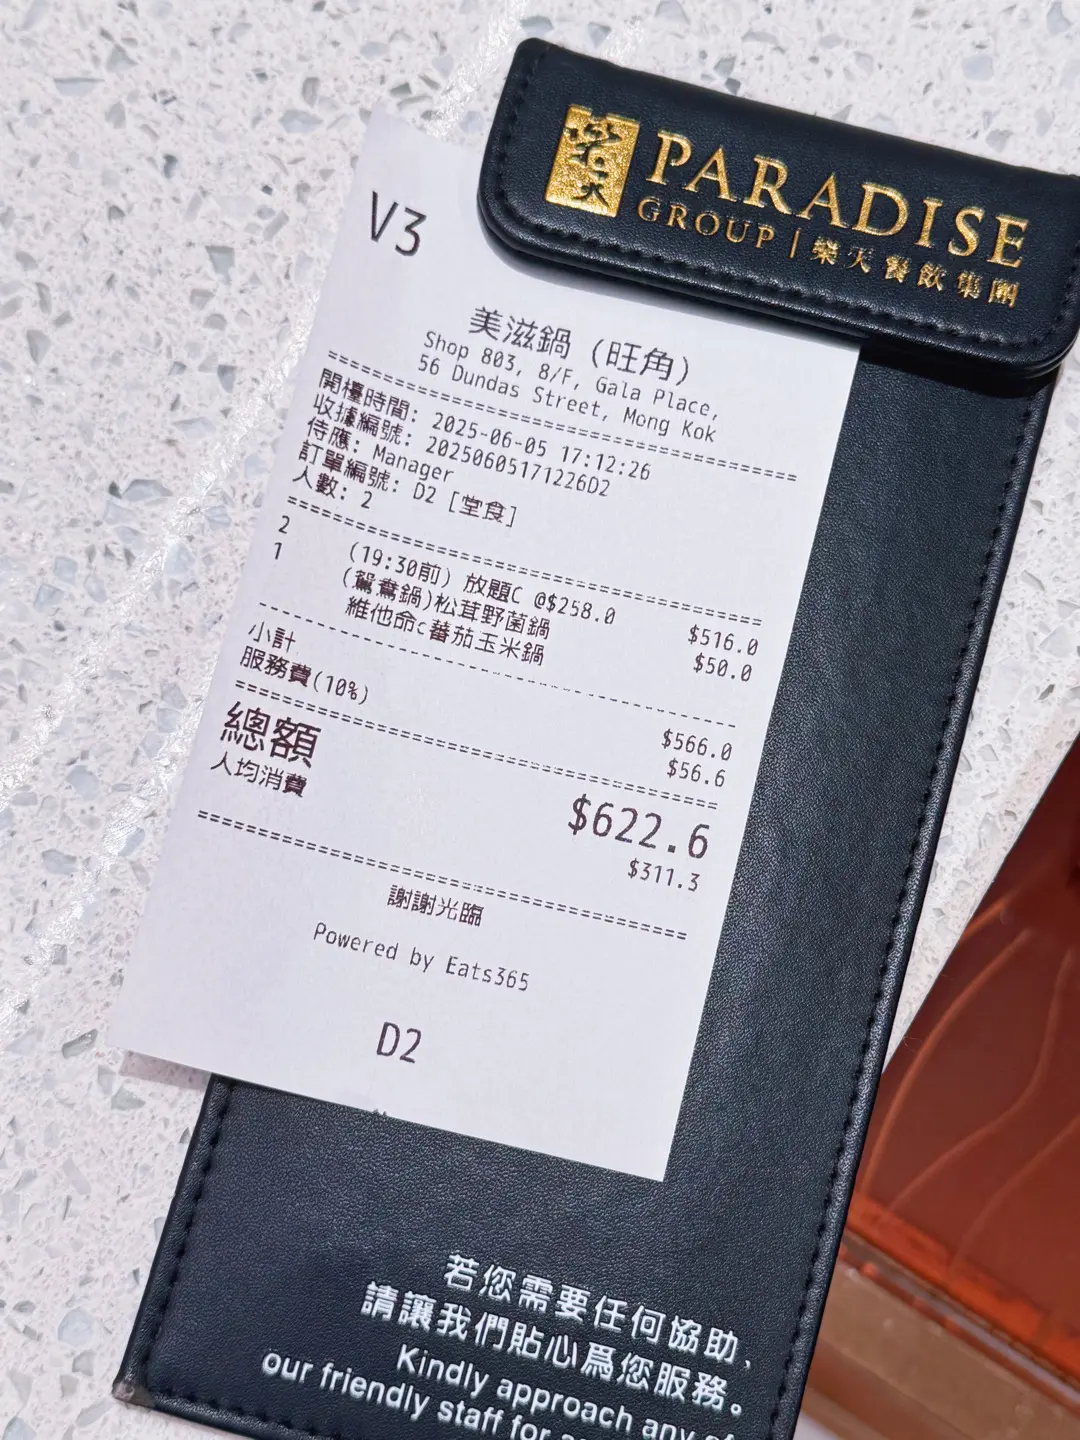 樂天
PARADISE
GROUP | 樂天餐飲集團
V3
美滋鍋 (旺角)
Shop 803, 8/F, Gala Place,
56 Dundas Street, Mong Kok
開檯時間: 2025-06-05 17:12:26
收據編號: 20250605171226D2
侍應: Manager
訂單編號: D2 [堂食]
人數: 2
2 (19:30前) 放題C @$258.0 $516.0
1 (鴛鴦鍋)松茸野菌鍋 $50.0
維他命c蕃茄玉米鍋
小計 $566.0
服務費(10%) $56.6
總額 $622.6
人均消費 $311.3
謝謝光臨
Powered by Eats365
D2
若您需要任何協助,
請讓我們貼心爲您服務。
Kindly approach any of
our friendly staff for